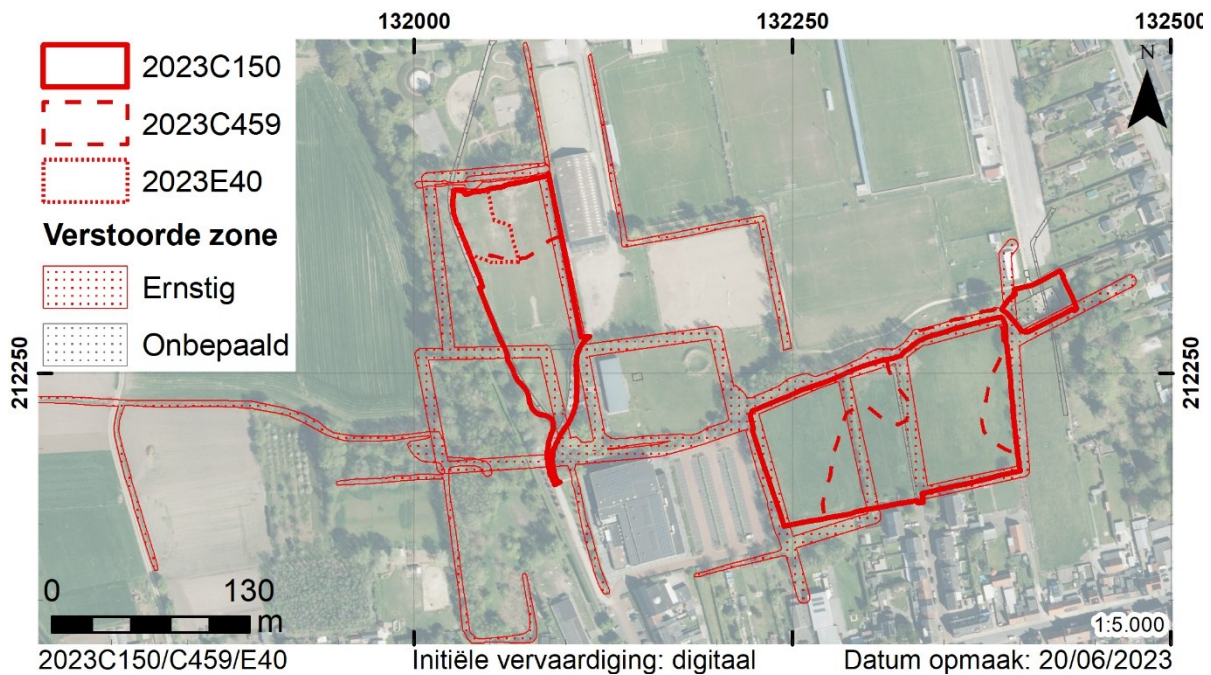 132000 132250 132500
2023C150
2023C459
2023E40
Verstoorde zone
Ernstig
Onbepaald
N
212250 212250
0 130
m
1:5.000
2023C150/C459/E40 Initiële vervaardiging: digitaal Datum opmaak: 20/06/2023